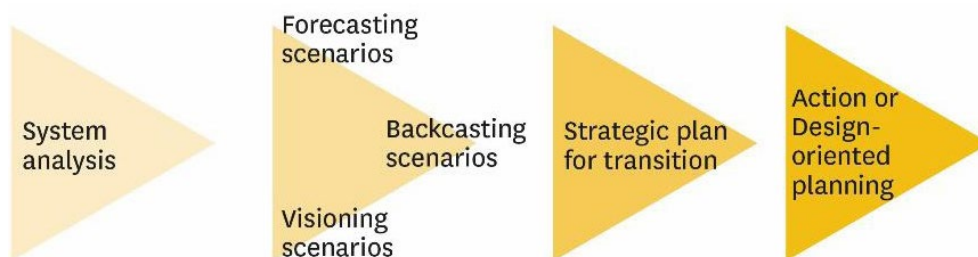 System
analysis
Forecasting
scenarios
Backcasting
scenarios
Visioning
scenarios
Strategic plan
for transition
Action or
Design-
oriented
planning